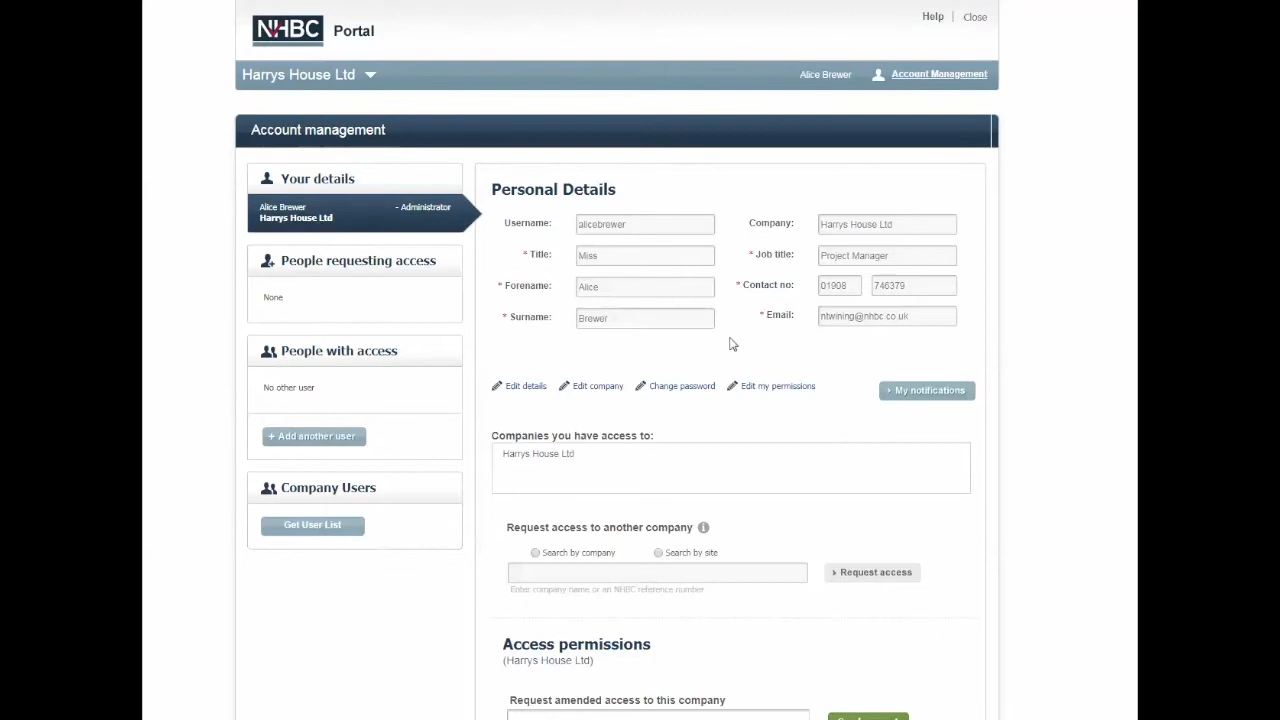 Help | Close
NHBC Portal
Harrys House Ltd
Alice Brewer Account Management
Account management
Your details
Alice Brewer - Administrator
Harrys House Ltd
People requesting access
None
People with access
No other user
+ Add another user
Company Users
Get User List
Personal Details
Username: alicebrewer Company: Harrys House Ltd
* Title: Miss * Job title: Project Manager
* Forename: Alice * Contact no: 01908 746379
* Surname: Brewer * Email: ntwining@nhbc.co.uk
Edit details Edit company Change password Edit my permissions My notifications
Companies you have access to:
Harrys House Ltd
Request access to another company
Search by company Search by site
Request access
Enter company name or an NHBC reference number
Access permissions
(Harrys House Ltd)
Request amended access to this company